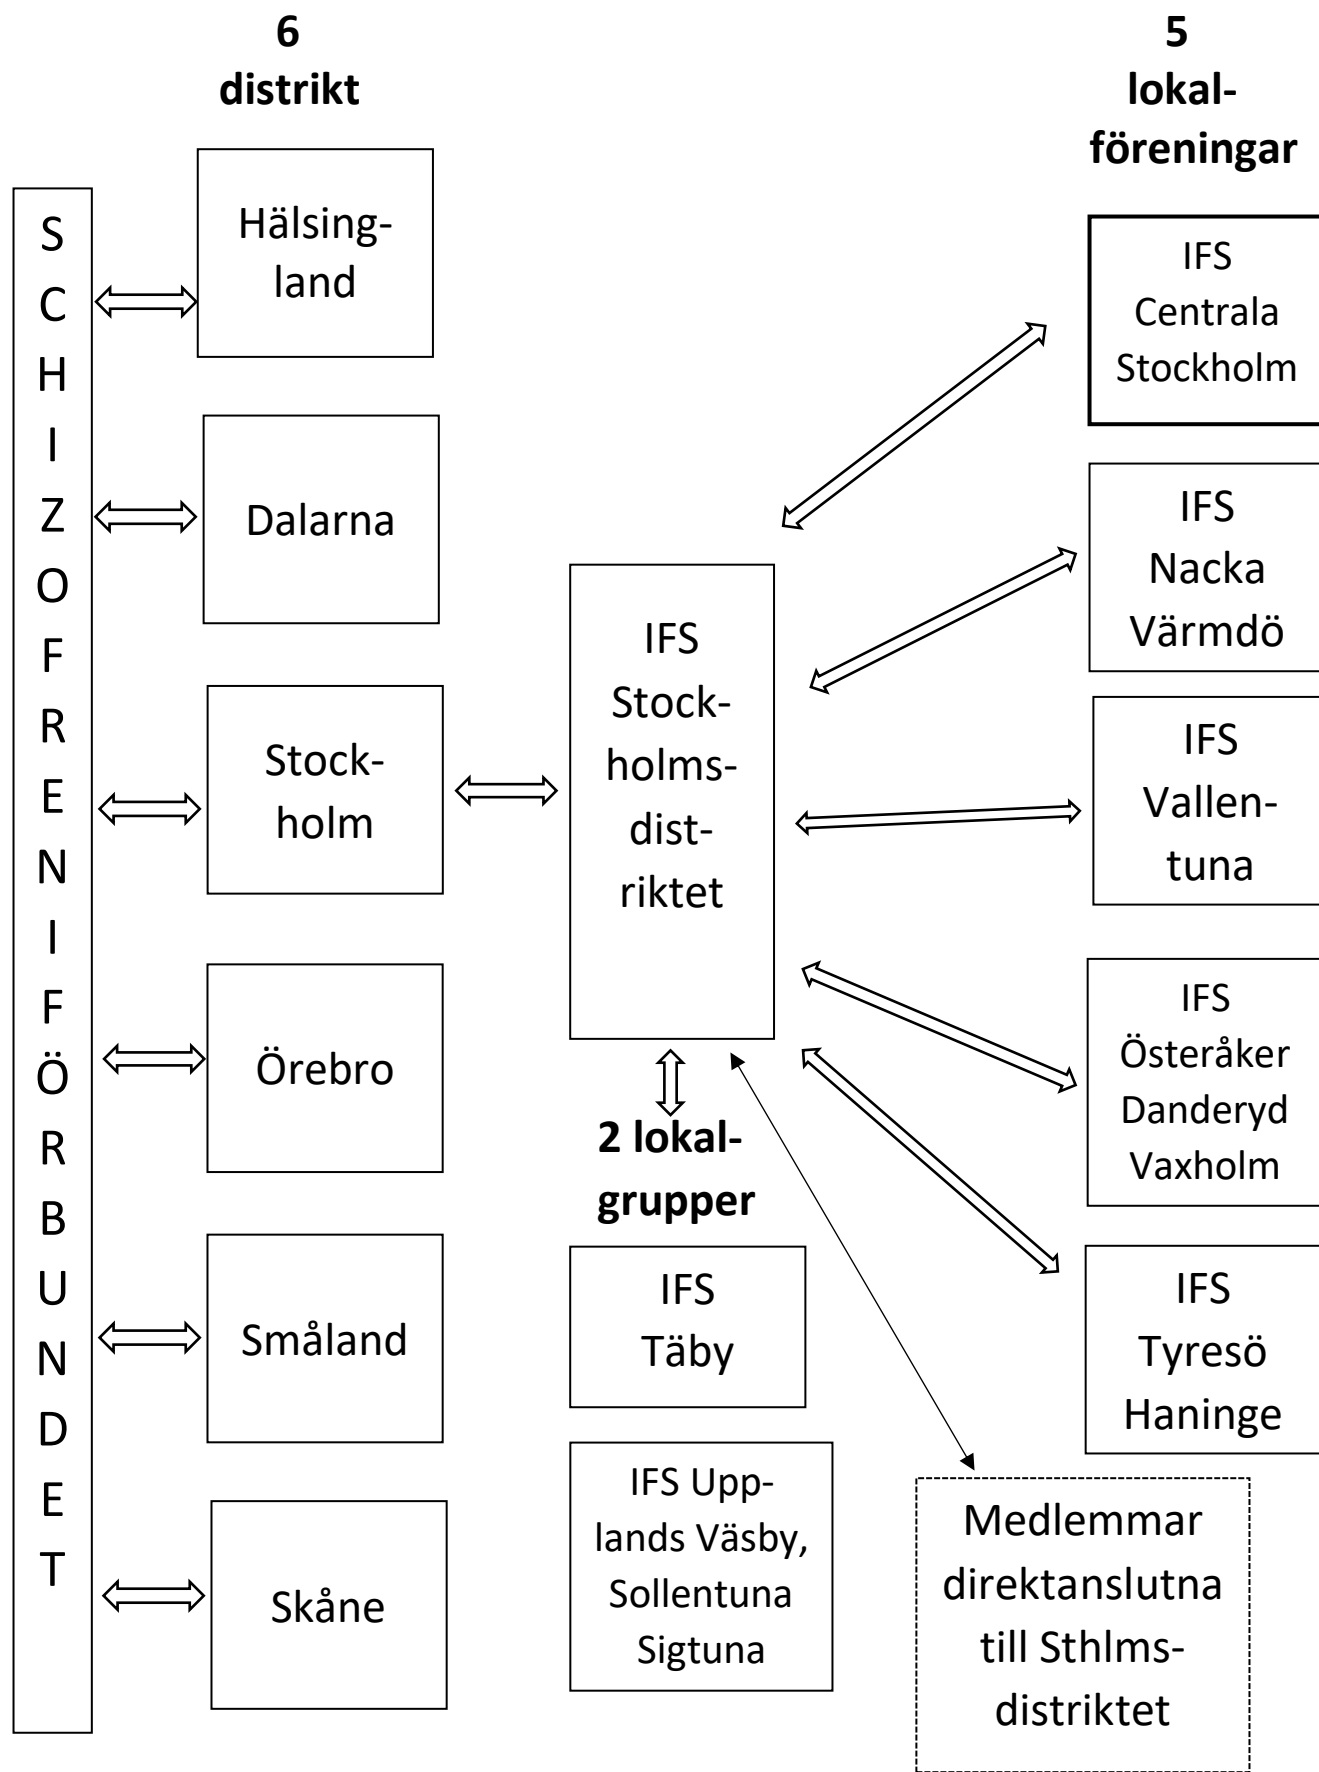 6
distrikt
5
lokal-
föreningar
S
C
H
I
Z
O
F
R
E
N
I
F
Ö
R
B
U
N
D
E
T
Hälsing-
land
Dalarna
Stock-
holm
Örebro
Småland
Skåne
IFS
Stock-
holms-
dist-
riktet
2 lokal-
grupper
IFS
Täby
IFS Upp-
lands Väsby,
Sollentuna
Sigtuna
IFS
Centrala
Stockholm
IFS
Nacka
Värmdö
IFS
Vallen-
tuna
IFS
Österåker
Danderyd
Vaxholm
IFS
Tyresö
Haninge
Medlemmar
direktanslutna
till Sthlms-
distriktet